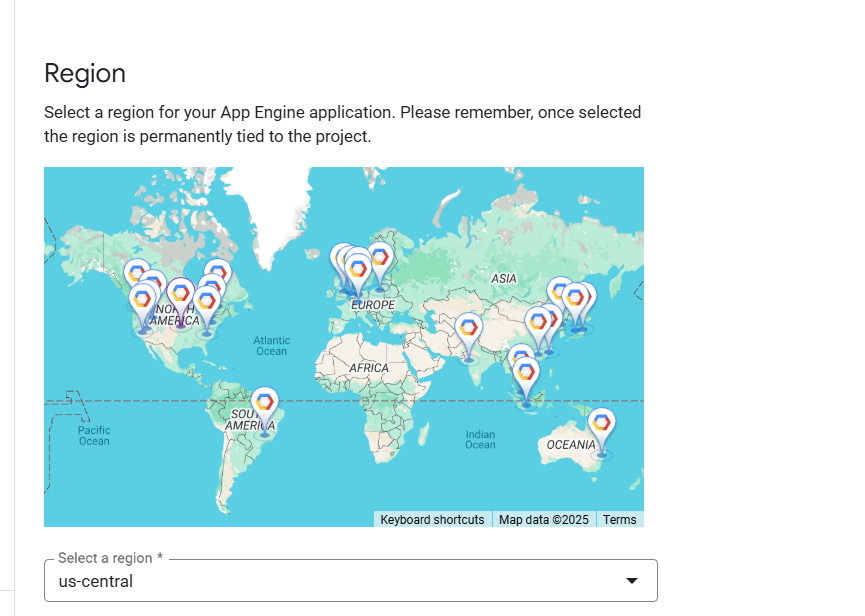 Region
Select a region for your App Engine application. Please remember, once selected
the region is permanently tied to the project.
ASIA
EUROPE
NORTH
AMERICA
Atlantic
Ocean
AFRICA
SOUTH
AMERICA
Pacific
Ocean
Indian
Ocean
OCEANIA
Keyboard shortcuts
Map data ©2025
Terms
Select a region *
us-central